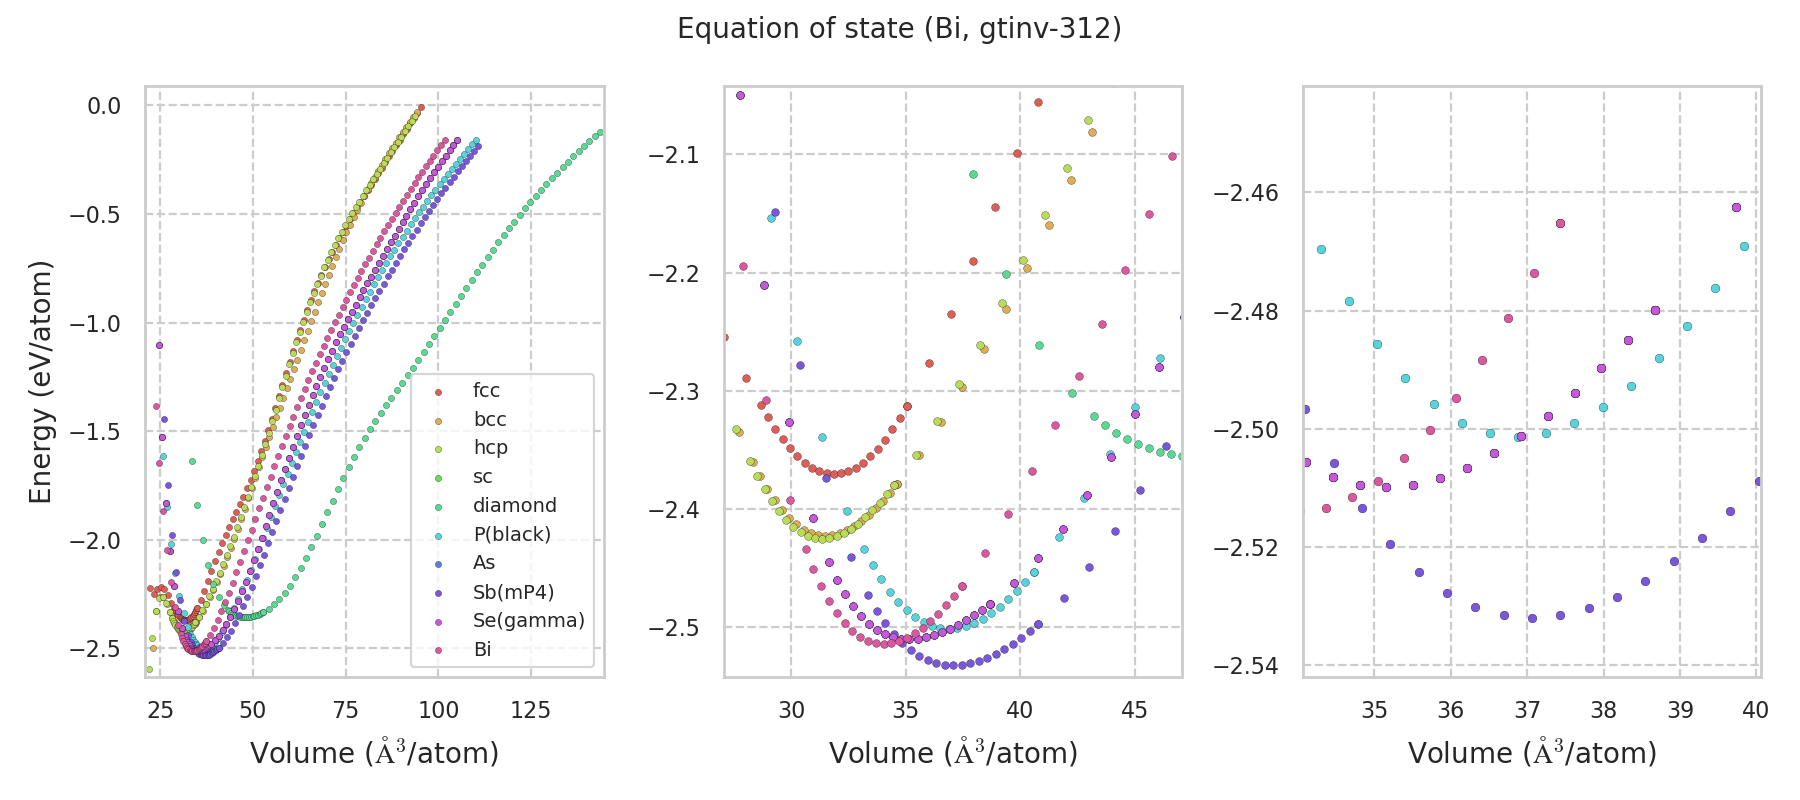 Equation of state (Bi, gtinv-312)
Energy (eV/atom)
0.0
−0.5
−1.0
−1.5
−2.0
−2.5
25
50
75
100
125
Volume (Å³/atom)
fcc
bcc
hcp
sc
diamond
P(black)
As
Sb(mP4)
Se(gamma)
Bi
−2.1
−2.2
−2.3
−2.4
−2.5
30
35
40
45
Volume (Å³/atom)
−2.46
−2.48
−2.50
−2.52
−2.54
35
36
37
38
39
40
Volume (Å³/atom)